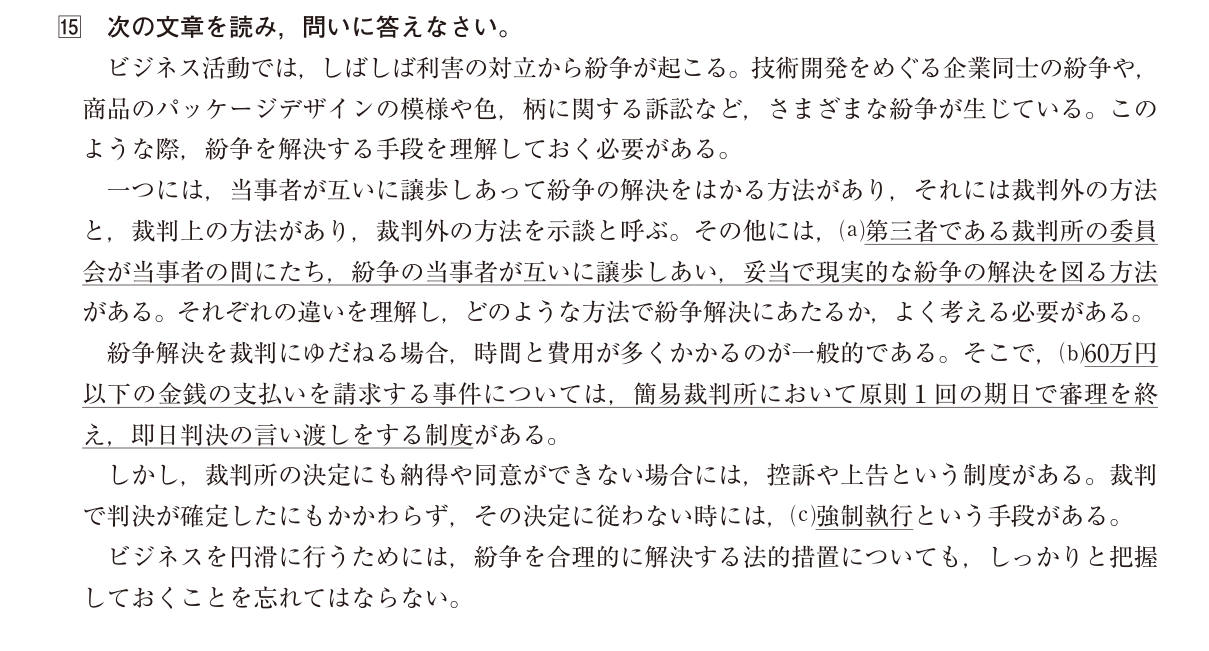 15 次の文章を読み，問いに答えなさい。
ビジネス活動では，しばしば利害の対立から紛争が起こる。技術開発をめぐる企業同士の紛争や，
商品のパッケージデザインの模様や色，柄に関する訴訟など，さまざまな紛争が生じている。この
ような際，紛争を解決する手段を理解しておく必要がある。
一つには，当事者が互いに譲歩しあって紛争の解決をはかる方法があり，それには裁判外の方法
と，裁判上の方法があり，裁判外の方法を示談と呼ぶ。その他には，(a)第三者である裁判所の委員
会が当事者の間にたち，紛争の当事者が互いに譲歩しあい，妥当で現実的な紛争の解決を図る方法
がある。それぞれの違いを理解し，どのような方法で紛争解決にあたるか，よく考える必要がある。
紛争解決を裁判にゆだねる場合，時間と費用が多くかかるのが一般的である。そこで，(b)60万円
以下の金銭の支払いを請求する事件については，簡易裁判所において原則１回の期日で審理を終
え，即日判決の言い渡しをする制度がある。
しかし，裁判所の決定にも納得や同意ができない場合には，控訴や上告という制度がある。裁判
で判決が確定したにもかかわらず，その決定に従わない時には，(c)強制執行という手段がある。
ビジネスを円滑に行うためには，紛争を合理的に解決する法的措置についても，しっかりと把握
しておくことを忘れてはならない。